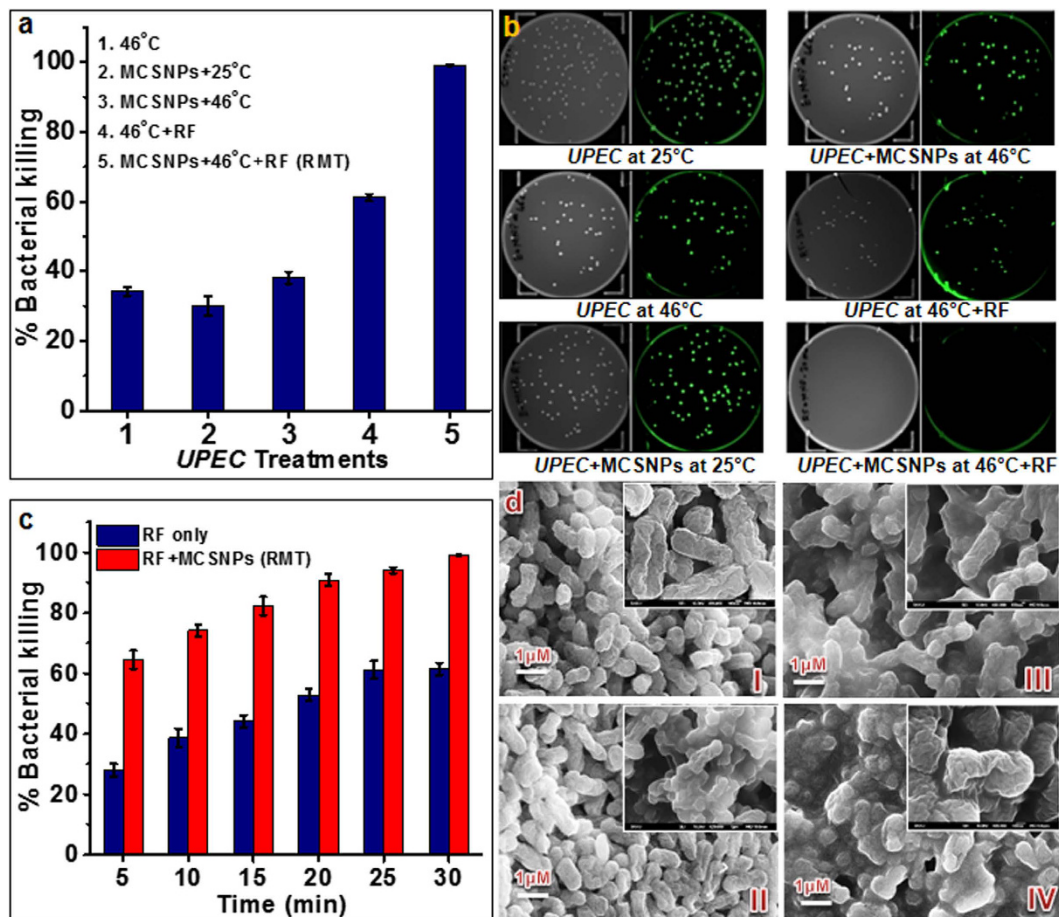 a
% Bacterial killing
100
80
60
40
20
0
1. 46°C
2. MCSNPs+25°C
3. MCSNPs+46°C
4. 46°C+RF
5. MCSNPs+46°C+RF (RMT)
1 2 3 4 5
UPEC Treatments
b
UPEC at 25°C
UPEC+MCSNPs at 46°C
UPEC at 46°C
UPEC at 46°C+RF
UPEC+MCSNPs at 25°C
UPEC+MCSNPs at 46°C+RF
c
% Bacterial killing
100
80
60
40
20
0
RF only
RF+MCSNPs (RMT)
5 10 15 20 25 30
Time (min)
d
1µM
I
1µM
III
1µM
II
1µM
IV